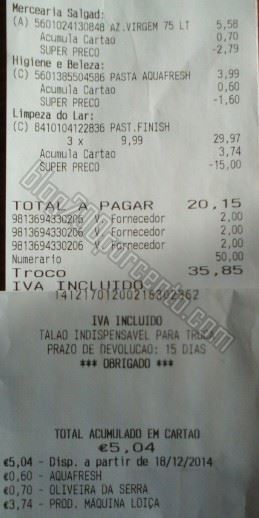 Mercearia Salgad:
(A) 5601024130848 AZ.VIRGEM 75 LT 5,58
Acumula Cartao 0,70
SUPER PRECO -2,79
Higiene e Beleza:
(C) 5601385504586 PASTA AQUAFRESH 3,99
Acumula Cartao 0,60
SUPER PRECO -1,60
Limpeza do Lar:
(C) 8410104122836 PAST.FINISH
3 x 9,99 29,97
Acumula Cartao 3,74
SUPER PRECO -15,00
TOTAL A PAGAR 20,15
9813694330206 V. Fornecedor 2,00
9813694330206 V. Fornecedor 2,00
9813694330206 V. Fornecedor 2,00
Numerario 50,00
Troco 35,85
IVA INCLUIDO
14121701200216302362
IVA INCLUIDO
TALAO INDISPENSAVEL PARA TROCA
PRAZO DE DEVOLUCAO: 15 DIAS
*** OBRIGADO ***
TOTAL ACUMULADO EM CARTAO
€5,04
€5,04 - Disp. a partir de 18/12/2014
€0,60 - AQUAFRESH
€0,70 - OLIVEIRA DA SERRA
€3,74 - PROD. MAQUINA LOIÇA